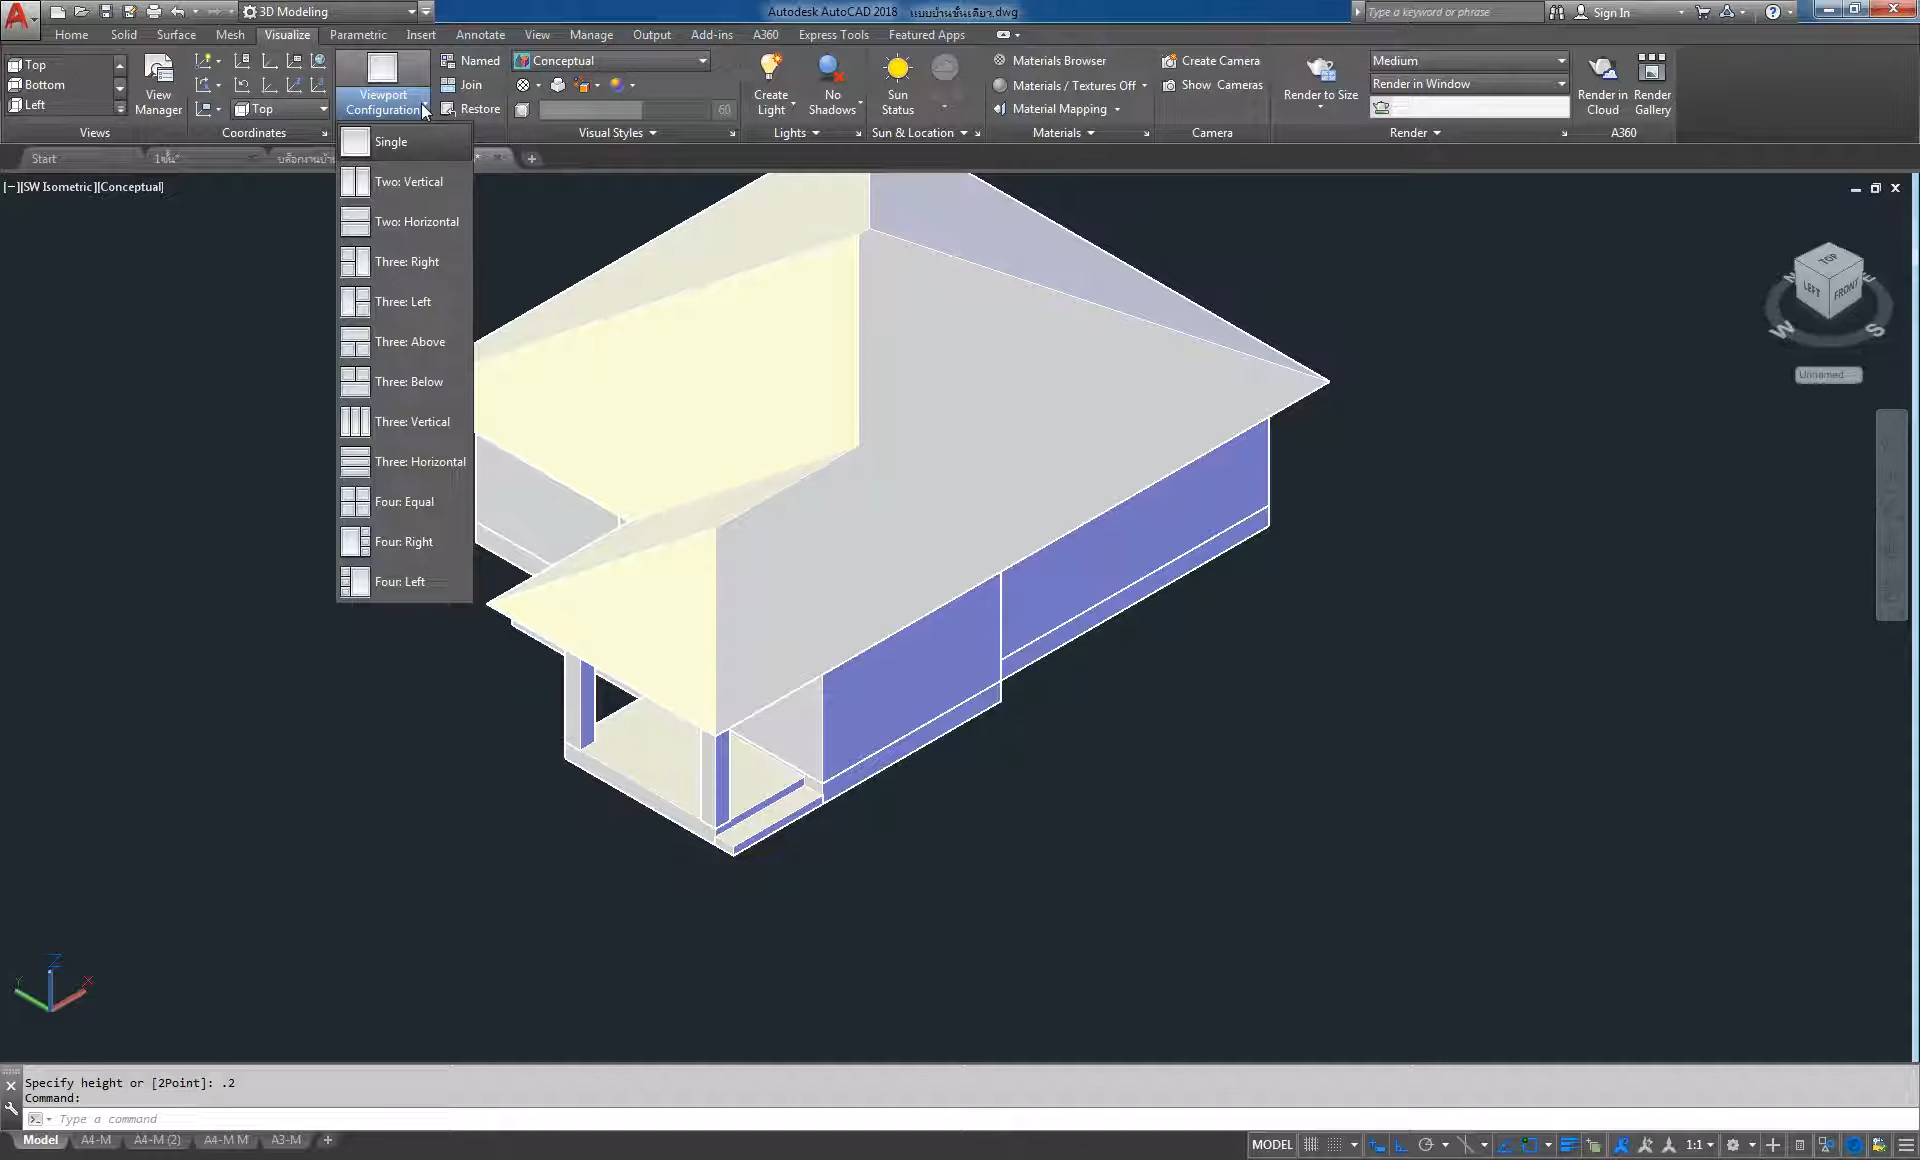 3D Modeling
Autodesk AutoCAD 2018 แบบบ้านชั้นเดียว.dwg
Type a keyword or phrase
Sign In
Home Solid Surface Mesh Visualize Parametric Insert Annotate View Manage Output Add-ins A360 Express Tools Featured Apps
Top
Bottom
Left
View
Manager
Top
Viewport
Configuration
Named
Join
Restore
Conceptual
60
Create
Light
No
Shadows
Sun
Status
Materials Browser
Materials / Textures Off
Material Mapping
Create Camera
Show Cameras
Render to Size
Medium
Render in Window
Render in
Cloud
Render
Gallery
Views Coordinates Visual Styles Lights Sun & Location Materials Camera Render A360
Start
1ชั้น*
Single
Two: Vertical
Two: Horizontal
Three: Right
Three: Left
Three: Above
Three: Below
Three: Vertical
Three: Horizontal
Four: Equal
Four: Right
Four: Left
[−][SW Isometric][Conceptual]
TOP
LEFT FRONT
N E
W S
Unnamed
Z
Y X
Specify height or [2Point]: .2
Command:
Type a command
Model A4-M A4-M (2) A4-M M A3-M
MODEL 1:1